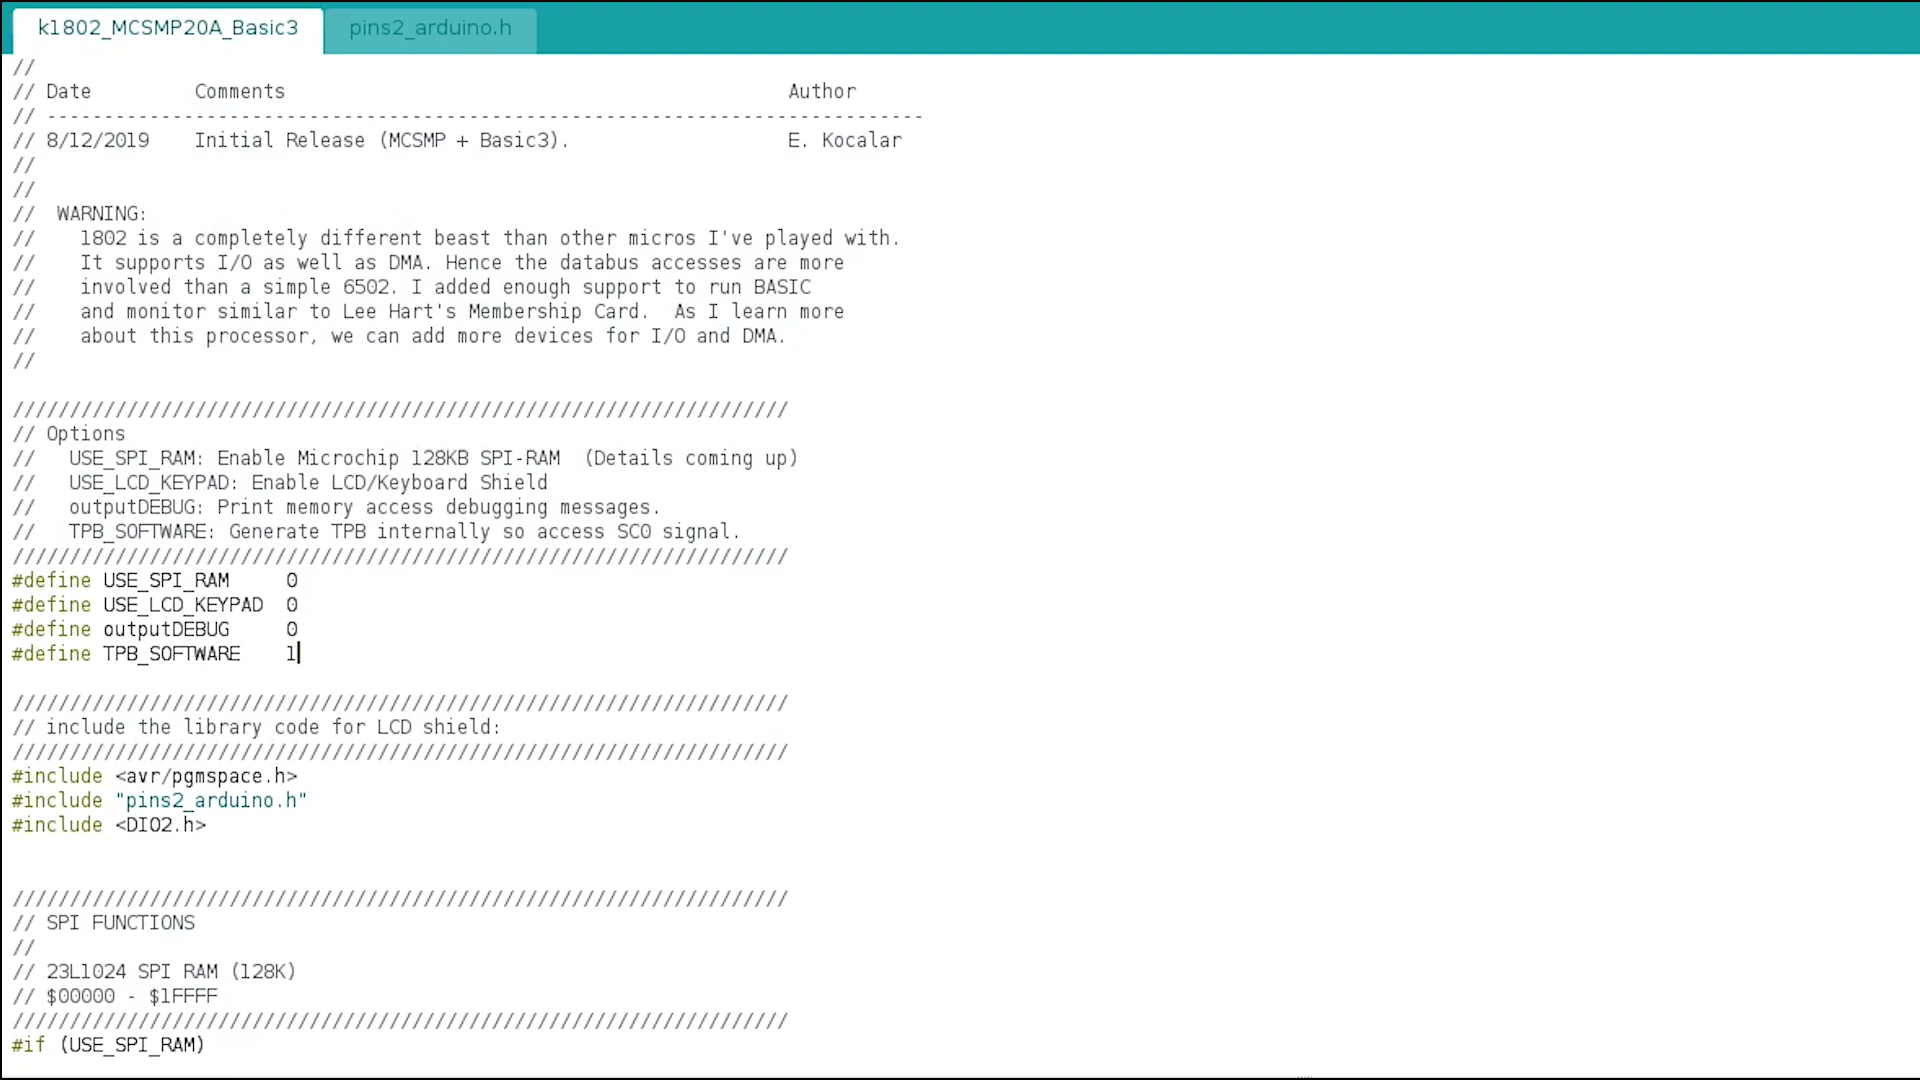 k1802_MCSMP20A_Basic3 pins2_arduino.h
//
// Date Comments Author
// ------------------------------------------------------------------------------
// 8/12/2019 Initial Release (MCSMP + Basic3). E. Kocalar
//
//
// WARNING:
// 1802 is a completely different beast than other micros I've played with.
// It supports I/O as well as DMA. Hence the databus accesses are more
// involved than a simple 6502. I added enough support to run BASIC
// and monitor similar to Lee Hart's Membership Card. As I learn more
// about this processor, we can add more devices for I/O and DMA.
//
////////////////////////////////////////////////////////////////////
// Options
// USE_SPI_RAM: Enable Microchip 128KB SPI-RAM (Details coming up)
// USE_LCD_KEYPAD: Enable LCD/Keyboard Shield
// outputDEBUG: Print memory access debugging messages.
// TPB_SOFTWARE: Generate TPB internally so access SC0 signal.
////////////////////////////////////////////////////////////////////
#define USE_SPI_RAM 0
#define USE_LCD_KEYPAD 0
#define outputDEBUG 0
#define TPB_SOFTWARE 1
////////////////////////////////////////////////////////////////////
// include the library code for LCD shield:
////////////////////////////////////////////////////////////////////
#include <avr/pgmspace.h>
#include "pins2_arduino.h"
#include <DIO2.h>
////////////////////////////////////////////////////////////////////
// SPI FUNCTIONS
//
// 23L1024 SPI RAM (128K)
// $00000 - $1FFFF
////////////////////////////////////////////////////////////////////
#if (USE_SPI_RAM)